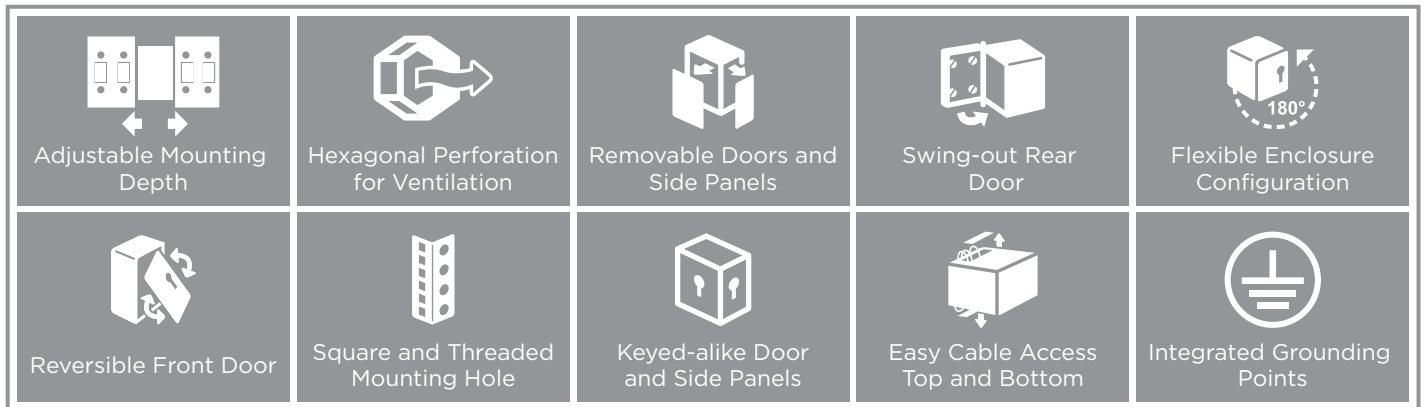 Adjustable Mounting
Depth
Hexagonal Perforation
for Ventilation
Removable Doors and
Side Panels
Swing-out Rear
Door
180°
Flexible Enclosure
Configuration
Reversible Front Door
Square and Threaded
Mounting Hole
Keyed-alike Door
and Side Panels
Easy Cable Access
Top and Bottom
Integrated Grounding
Points